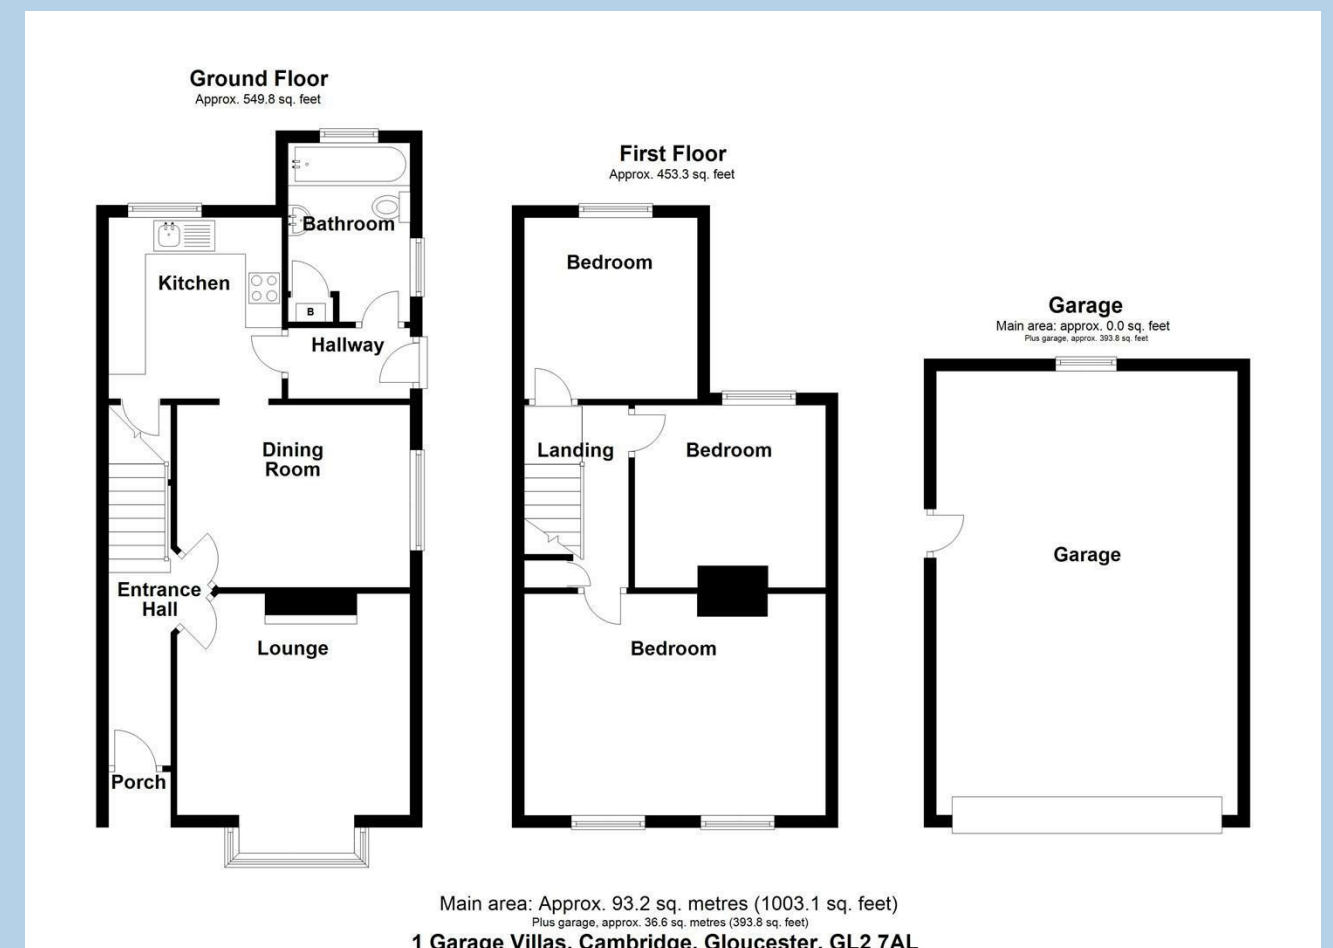 Ground Floor
Approx. 549.8 sq. feet
Bathroom
Kitchen
B
Hallway
Dining
Room
Entrance
Hall
Lounge
Porch
First Floor
Approx. 453.3 sq. feet
Bedroom
Landing
Bedroom
Bedroom
Garage
Main area: approx. 0.0 sq. feet
Plus garage, approx. 393.8 sq. feet
Garage
Main area: Approx. 93.2 sq. metres (1003.1 sq. feet)
Plus garage, approx. 36.6 sq. metres (393.8 sq. feet)
1 Garage Villas, Cambridge, Gloucester, GL2 7AL